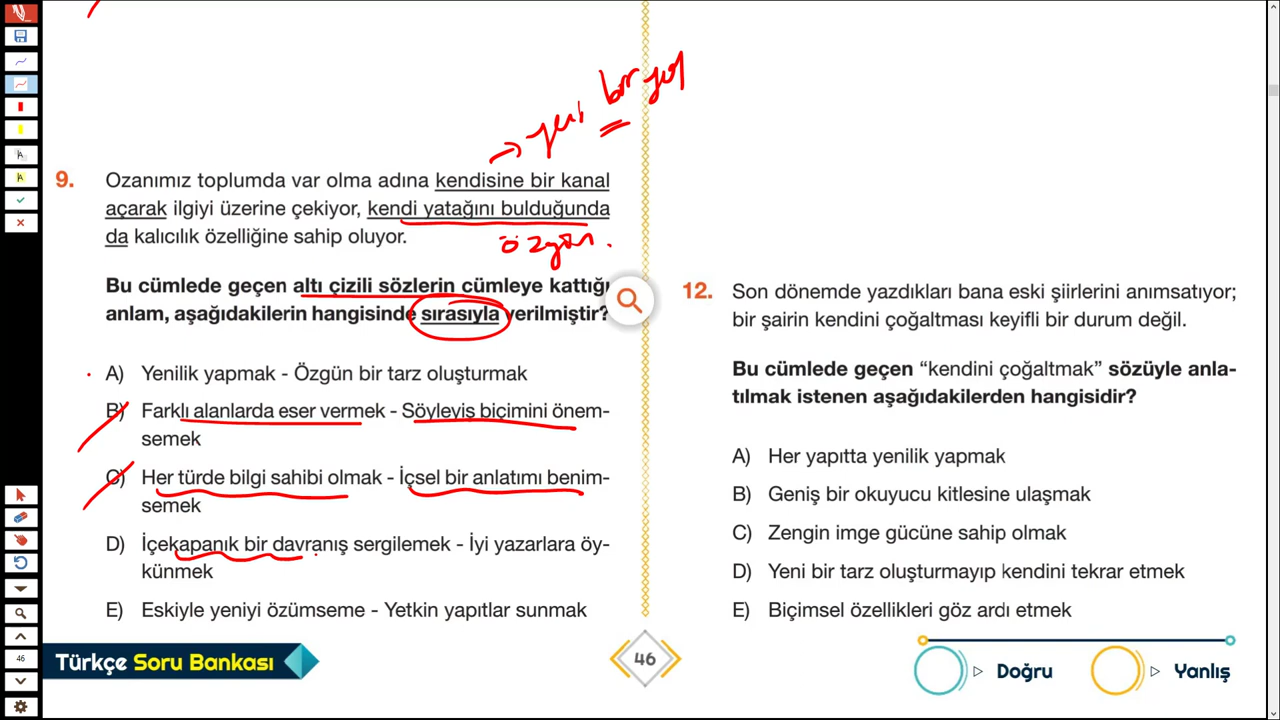 yeni bir yol
9. Ozanımız toplumda var olma adına kendisine bir kanal
açarak ilgiyi üzerine çekiyor, kendi yatağını bulduğunda
da kalıcılık özelliğine sahip oluyor.
özgün.
Bu cümlede geçen altı çizili sözlerin cümleye kattığı
anlam, aşağıdakilerin hangisinde sırasıyla verilmiştir?
A) Yenilik yapmak - Özgün bir tarz oluşturmak
B) Farklı alanlarda eser vermek - Söyleyiş biçimini önem-
semek
C) Her türde bilgi sahibi olmak - İçsel bir anlatımı benim-
semek
D) İçekapanık bir davranış sergilemek - İyi yazarlara öy-
künmek
E) Eskiyle yeniyi özümseme - Yetkin yapıtlar sunmak
12. Son dönemde yazdıkları bana eski şiirlerini anımsatıyor;
bir şairin kendini çoğaltması keyifli bir durum değil.
Bu cümlede geçen “kendini çoğaltmak” sözüyle anla-
tılmak istenen aşağıdakilerden hangisidir?
A) Her yapıtta yenilik yapmak
B) Geniş bir okuyucu kitlesine ulaşmak
C) Zengin imge gücüne sahip olmak
D) Yeni bir tarz oluşturmayıp kendini tekrar etmek
E) Biçimsel özellikleri göz ardı etmek
46
Türkçe Soru Bankası
46
Doğru
Yanlış